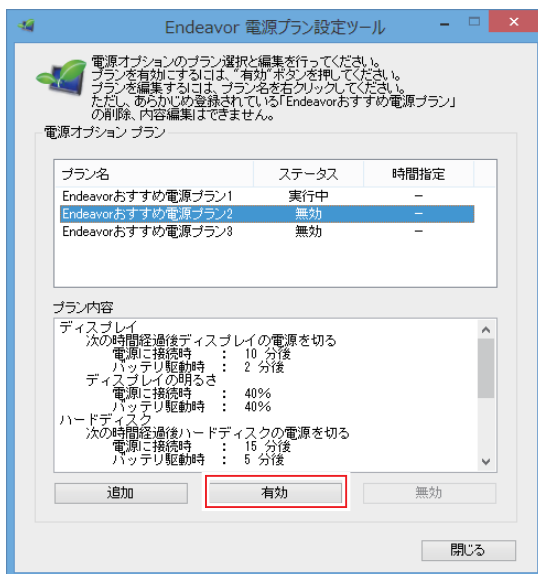 Endeavor 電源プラン設定ツール
電源オプションのプラン選択と編集を行ってください。
プランを有効にするには、“有効”ボタンを押してください。
プランを編集するには、プラン名を右クリックしてください。
ただし、あらかじめ登録されている「Endeavorおすすめ電源プラン」
の削除、内容編集はできません。
電源オプション プラン
プラン名 ステータス 時間指定
Endeavorおすすめ電源プラン1 実行中 −
Endeavorおすすめ電源プラン2 無効 −
Endeavorおすすめ電源プラン3 無効 −
プラン内容
ディスプレイ
次の時間経過後ディスプレイの電源を切る
電源に接続時 : 10 分後
バッテリ駆動時 : 2 分後
ディスプレイの明るさ
電源に接続時 : 40%
バッテリ駆動時 : 40%
ハードディスク
次の時間経過後ハードディスクの電源を切る
電源に接続時 : 15 分後
バッテリ駆動時 : 5 分後
追加 有効 無効
閉じる